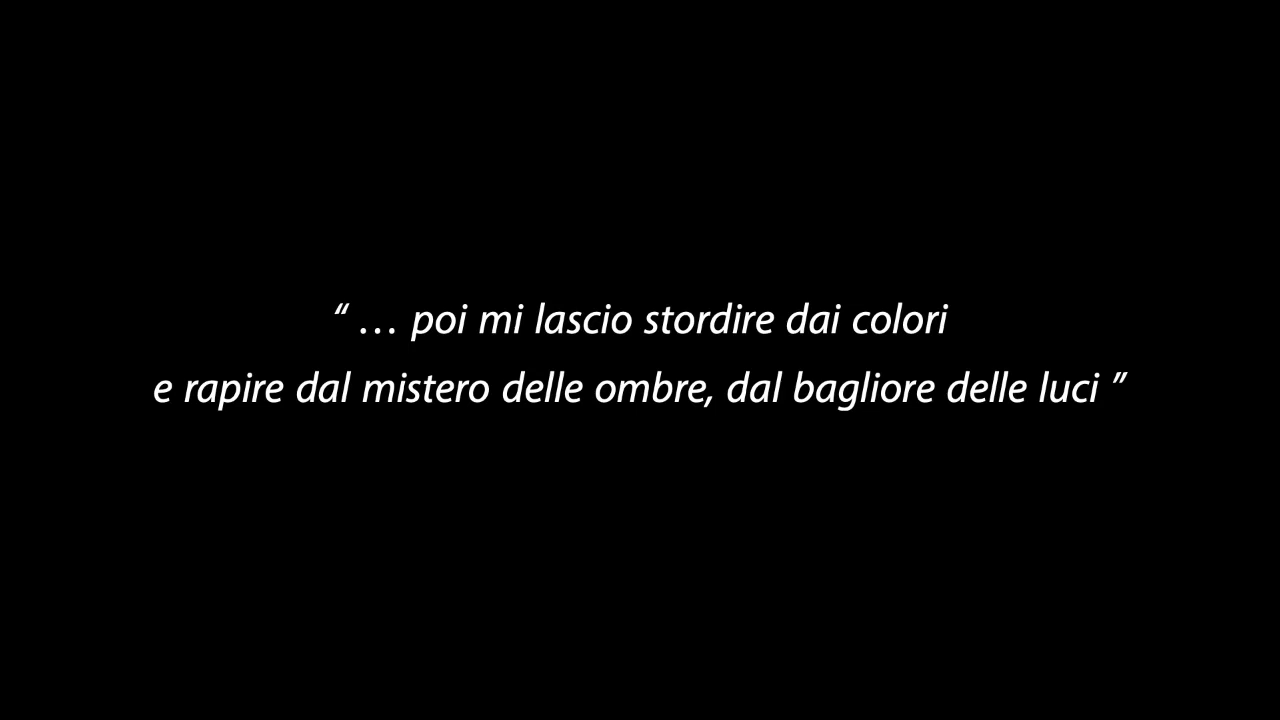 “ … poi mi lascio stordire dai colori
e rapire dal mistero delle ombre, dal bagliore delle luci ”